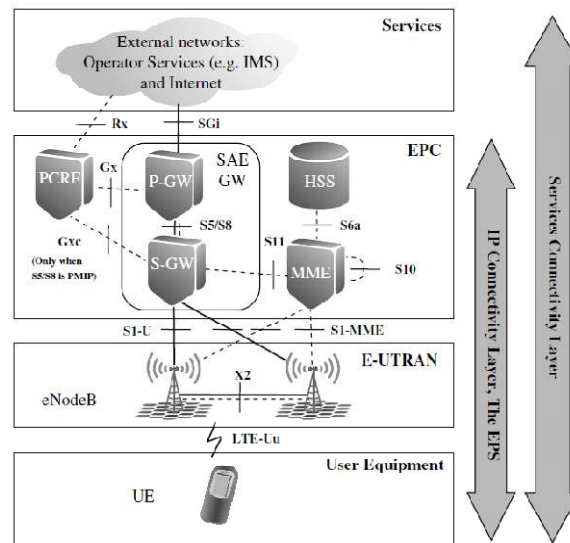 Services
External networks:
Operator Services (e.g. IMS)
and Internet
Rx
SGi
EPC
SAE
GW
PCRF
Gx
P-GW
HSS
S5/S8
S6a
Gxc
(Only when
S5/S8 is PMIP)
S-GW
S11
MME
S10
S1-U
S1-MME
E-UTRAN
X2
eNodeB
LTE-Uu
User Equipment
UE
IP Connectivity Layer, The EPS
Services Connectivity Layer